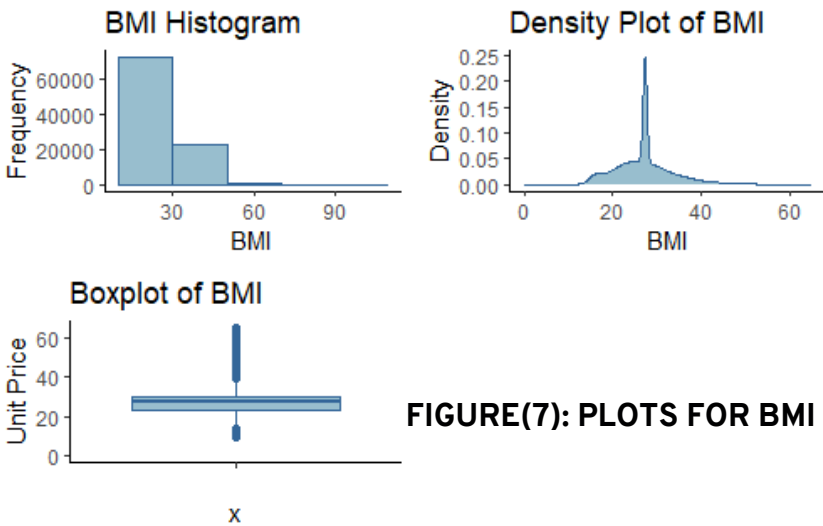 BMI Histogram
Frequency
60000
40000
20000
0
30 60 90
BMI
Density Plot of BMI
Density
0.25
0.20
0.15
0.10
0.05
0.00
0 20 40 60
BMI
Boxplot of BMI
Unit Price
60
40
20
0
x
FIGURE(7): PLOTS FOR BMI